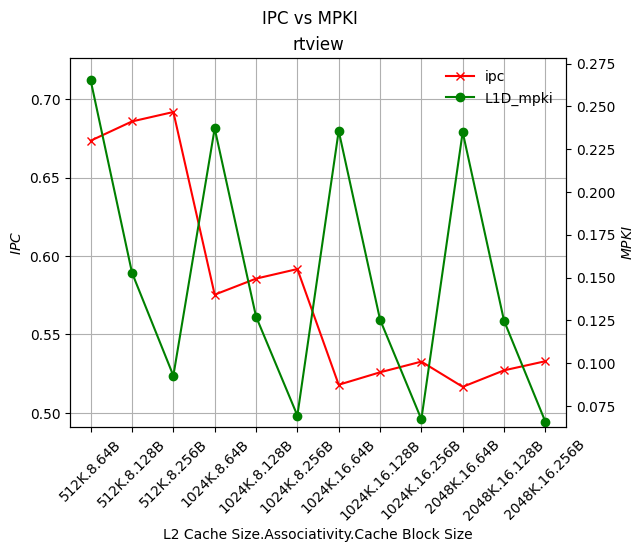 IPC vs MPKI
rtview
ipc
L1D_mpki
0.70
0.65
0.60
0.55
0.50
IPC
0.275
0.250
0.225
0.200
0.175
0.150
0.125
0.100
0.075
MPKI
512K.8.64B
512K.8.128B
512K.8.256B
1024K.8.64B
1024K.8.128B
1024K.8.256B
1024K.16.64B
1024K.16.128B
1024K.16.256B
2048K.16.64B
2048K.16.128B
2048K.16.256B
L2 Cache Size.Associativity.Cache Block Size